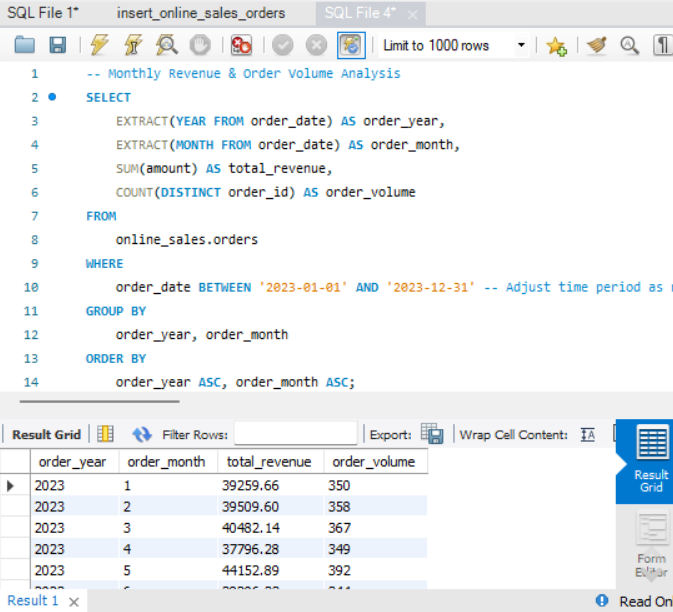 SQL File 1* insert_online_sales_orders SQL File 4*
Limit to 1000 rows
1 -- Monthly Revenue & Order Volume Analysis
2 SELECT
3 EXTRACT(YEAR FROM order_date) AS order_year,
4 EXTRACT(MONTH FROM order_date) AS order_month,
5 SUM(amount) AS total_revenue,
6 COUNT(DISTINCT order_id) AS order_volume
7 FROM
8 online_sales.orders
9 WHERE
10 order_date BETWEEN '2023-01-01' AND '2023-12-31' -- Adjust time period as
11 GROUP BY
12 order_year, order_month
13 ORDER BY
14 order_year ASC, order_month ASC;
Result Grid Filter Rows: Export: Wrap Cell Content:
order_year order_month total_revenue order_volume
2023 1 39259.66 350
2023 2 39509.60 358
2023 3 40482.14 367
2023 4 37796.28 349
2023 5 44152.89 392
Result
Grid
Form
Editor
Result 1 Read On